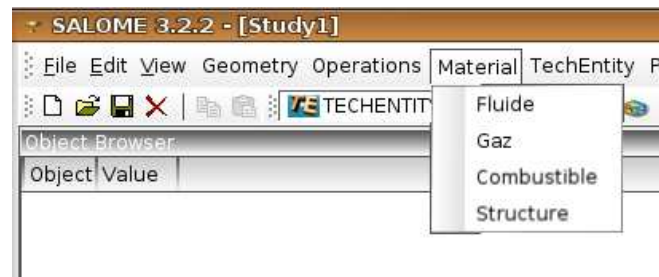 SALOME 3.2.2 - [Study1]
File Edit View Geometry Operations Material TechEntity
TECHENTITY
Fluide
Object Browser
Gaz
Object Value
Combustible
Structure